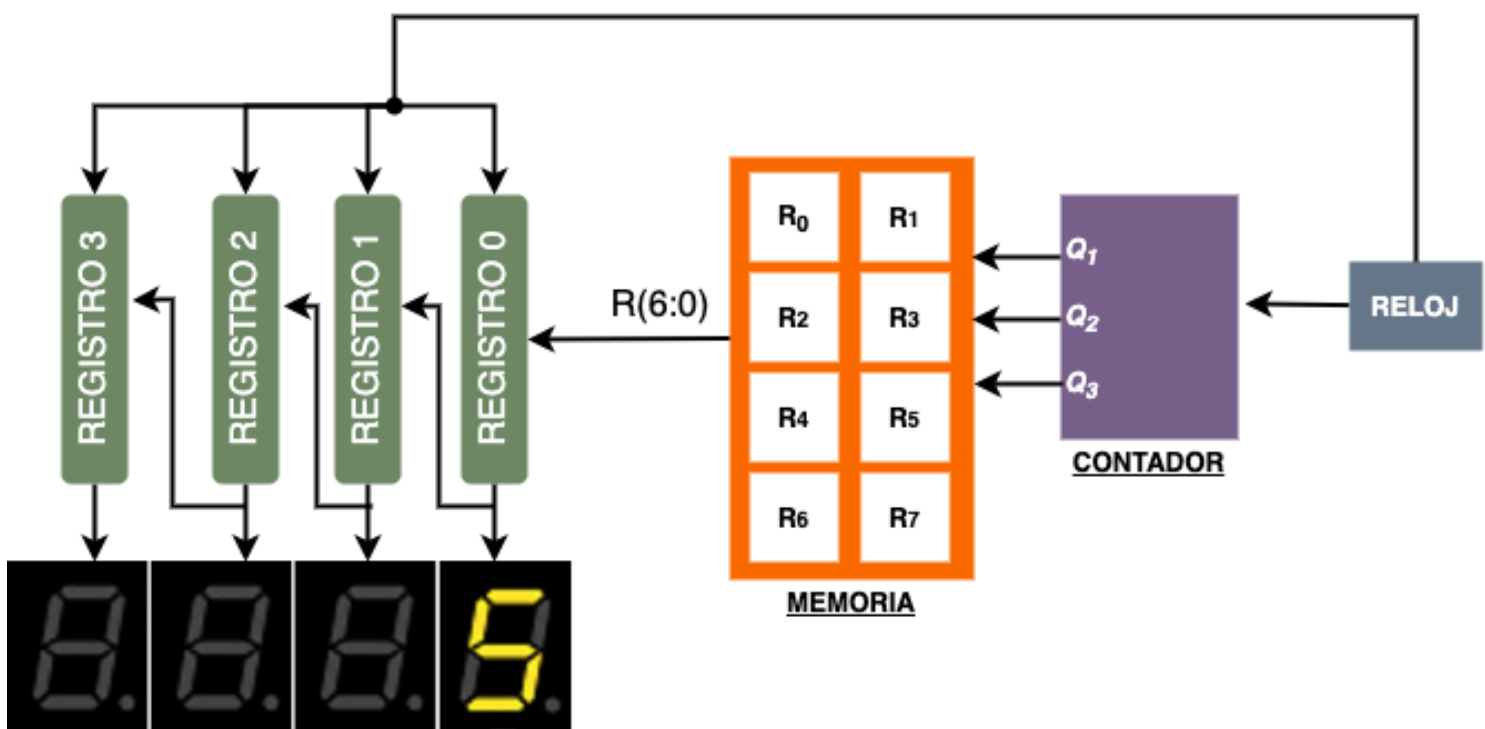 REGISTRO 3
REGISTRO 2
REGISTRO 1
REGISTRO 0
R(6:0)
R0
R1
R2
R3
R4
R5
R6
R7
MEMORIA
Q1
Q2
Q3
CONTADOR
RELOJ
5